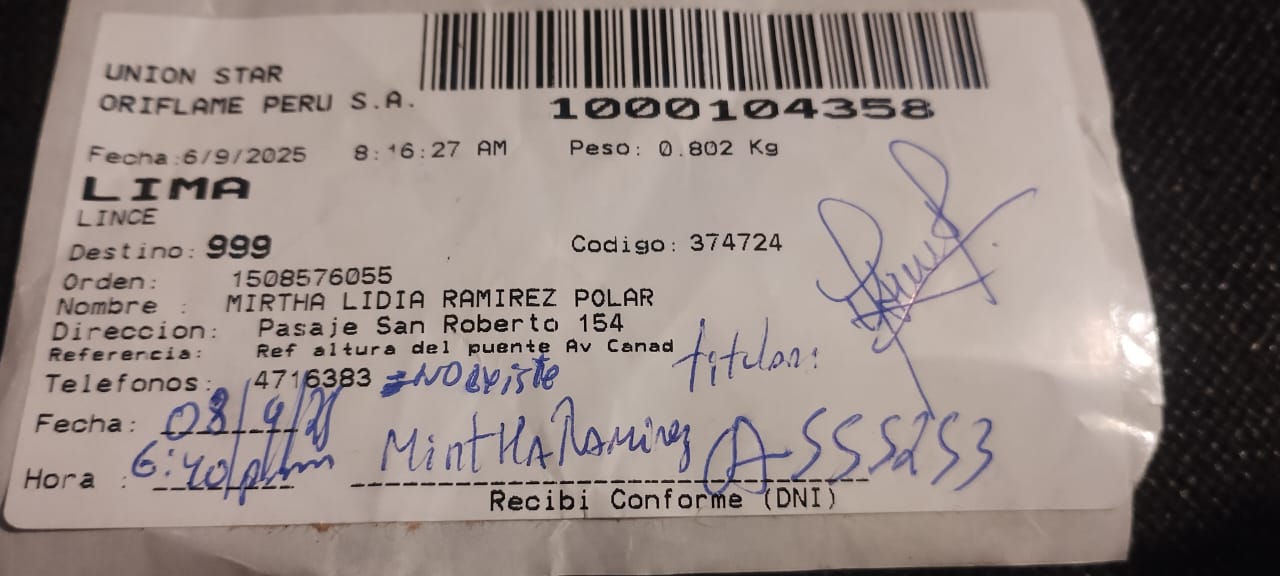 UNION STAR
ORIFLAME PERU S.A.
1000104358
Fecha:6/9/2025 8:16:27 AM Peso: 0.802 Kg
LIMA
LINCE
Destino: 999 Codigo: 374724
Orden: 1508576055
Nombre : MIRTHA LIDIA RAMIREZ POLAR
Direccion: Pasaje San Roberto 154
Referencia: Ref altura del puente Av Canad
titular:
Telefonos: 4716383 = NO existe
Fecha: 08/9/25
Hora : 6:40 pm
MirtHA RAMirez
Recibi Conforme (DNI)